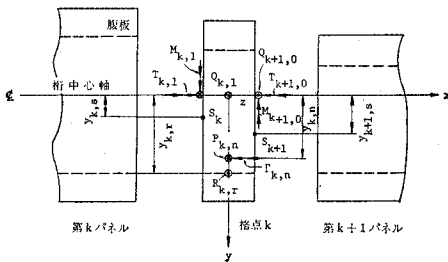 腹板
M_{k,1}
Q_{k,1}
Q_{k+1,0}
桁中心軸
T_{k,1}
z
T_{k+1,0}
x
y_{k,s}
S_k
M_{k+1,0}
y_{k,n}
y_{k+1,s}
y_{k,r}
P_{k,n}
S_{k+1}
T_{k,n}
R_{k,r}
第kパネル
格点k
第k+1パネル
y